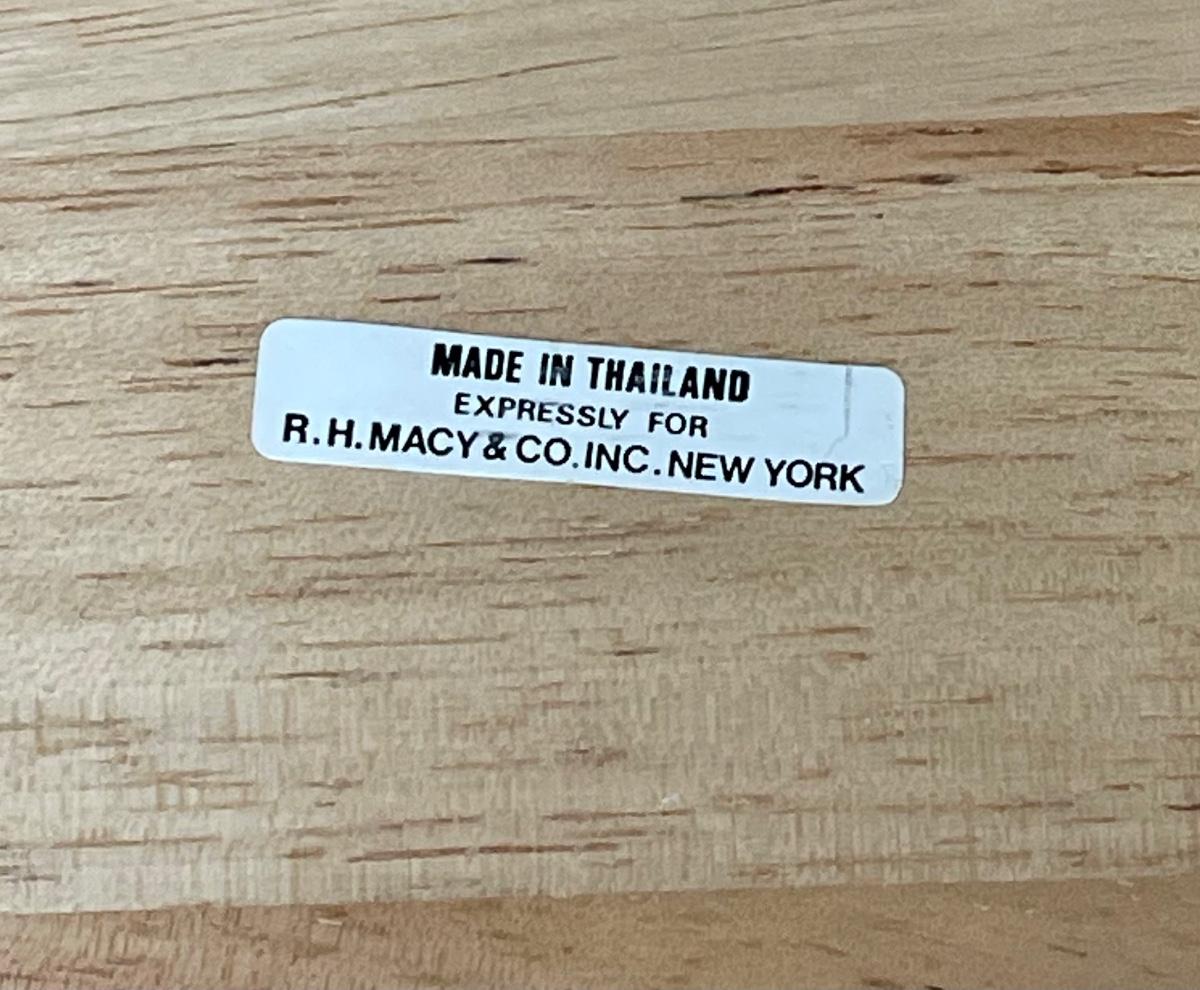 MADE IN THAILAND
EXPRESSLY FOR
R.H.MACY & CO.INC.NEW YORK